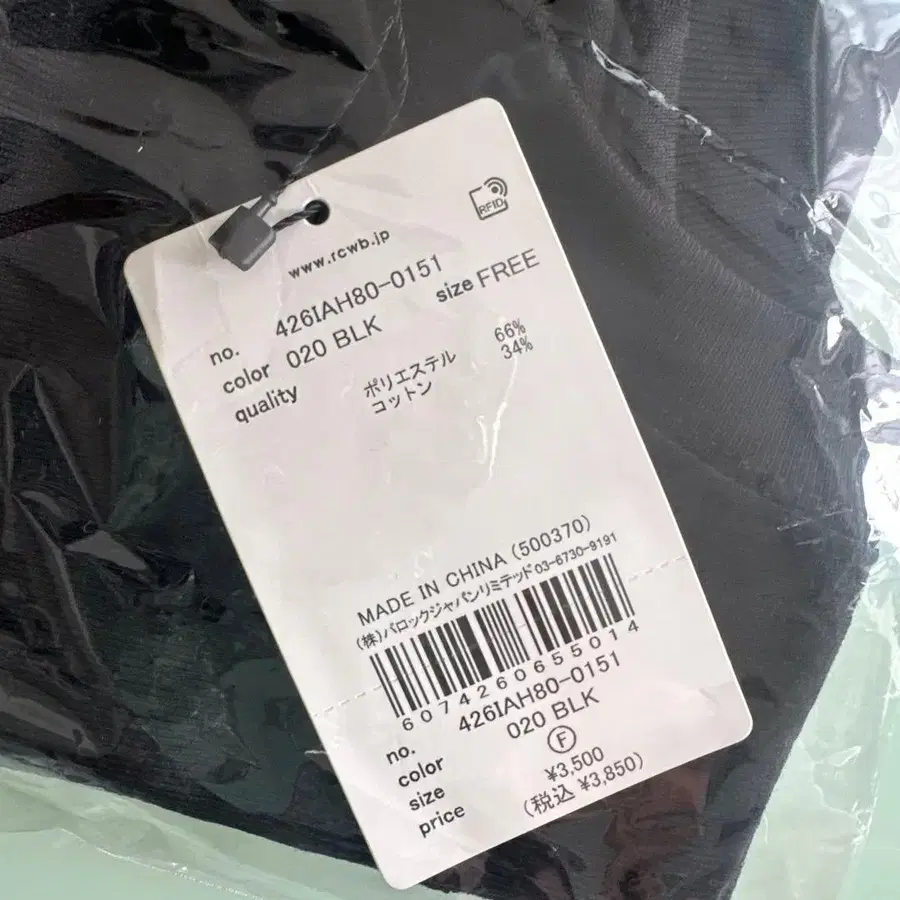 RFID
www.rcwb.jp
no. 426IAH80-0151 size FREE
color 020 BLK
quality ポリエステル 66%
コットン 34%
MADE IN CHINA (500370)
(株)バロックジャパンリミテッド 03-6730-9191
6074260655014
no. 426IAH80-0151
color 020 BLK
size F
price ¥3,500
(税込 ¥3,850)